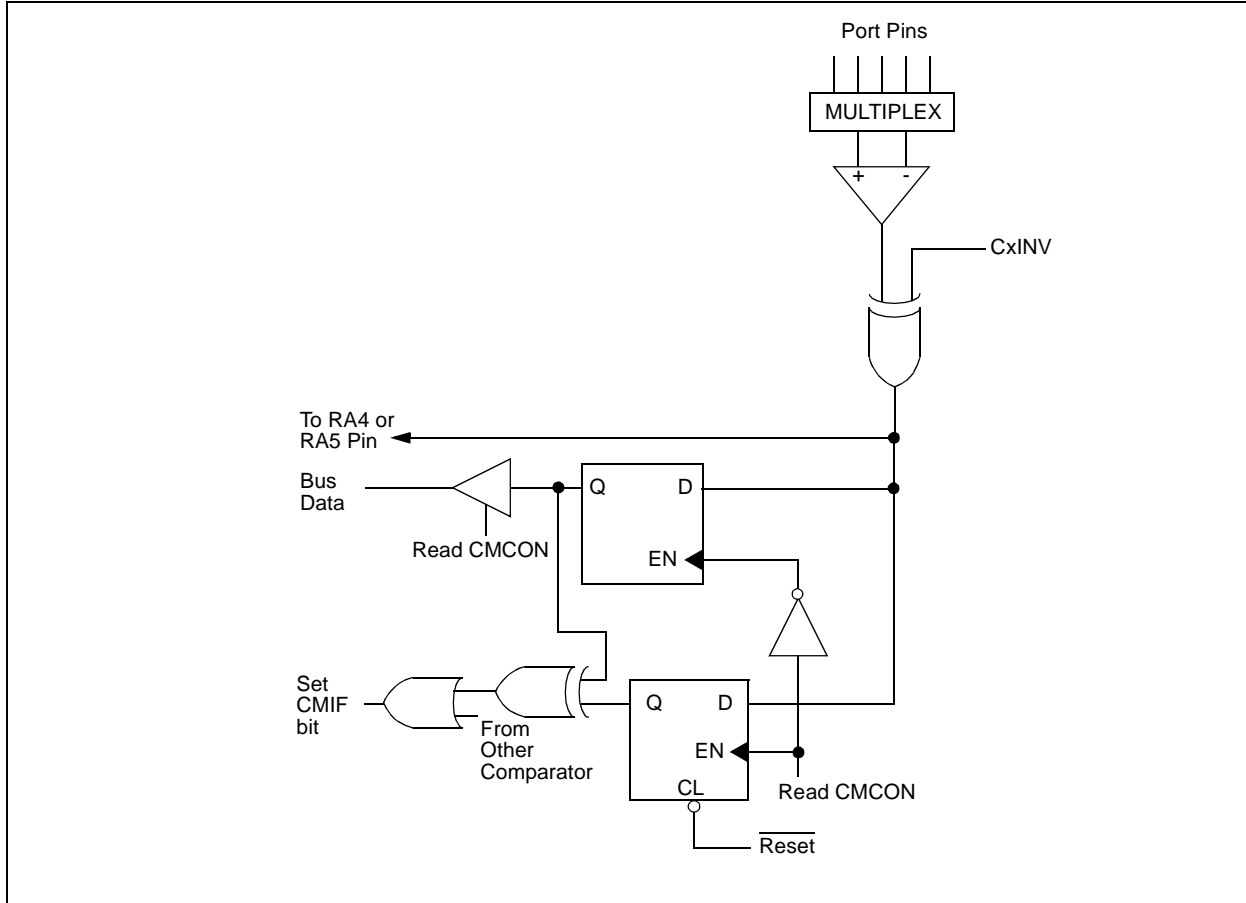 Port Pins
MULTIPLEX
+ -
CxINV
To RA4 or
RA5 Pin
Bus
Data
Q D
EN
Read CMCON
Set
CMIF
bit
From
Other
Comparator
Q D
EN
CL
Read CMCON
Reset